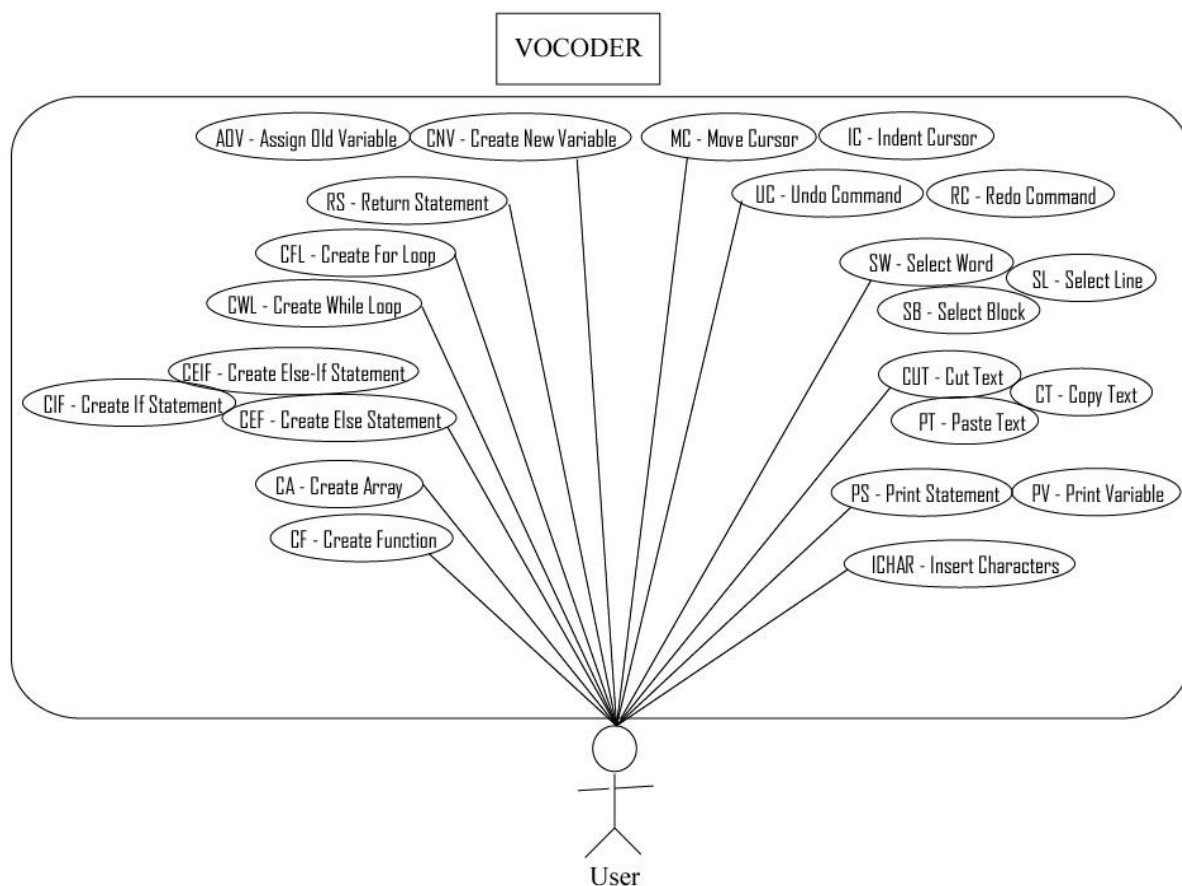 VOCODER
AOV - Assign Old Variable
CNV - Create New Variable
MC - Move Cursor
IC - Indent Cursor
RS - Return Statement
UC - Undo Command
RC - Redo Command
CFL - Create For Loop
SW - Select Word
SL - Select Line
CWL - Create While Loop
SB - Select Block
CEIF - Create Else-If Statement
CUT - Cut Text
CT - Copy Text
CIF - Create If Statement
CEF - Create Else Statement
PT - Paste Text
CA - Create Array
PS - Print Statement
PV - Print Variable
CF - Create Function
ICHAR - Insert Characters
User